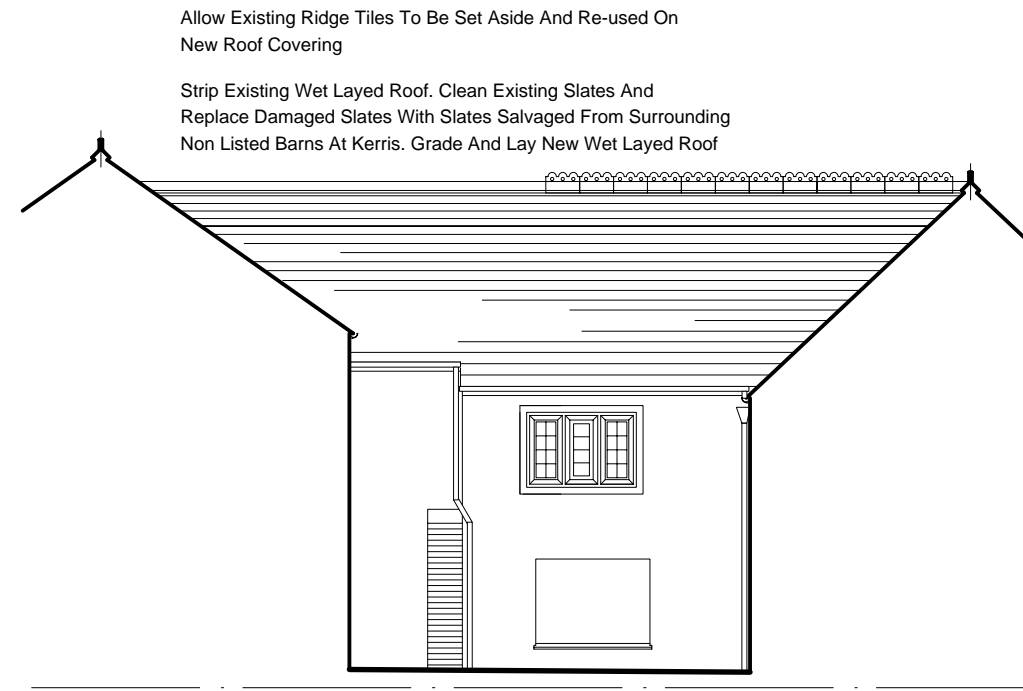 Allow Existing Ridge Tiles To Be Set Aside And Re-used On
New Roof Covering
Strip Existing Wet Layed Roof. Clean Existing Slates And
Replace Damaged Slates With Slates Salvaged From Surrounding
Non Listed Barns At Kerris. Grade And Lay New Wet Layed Roof